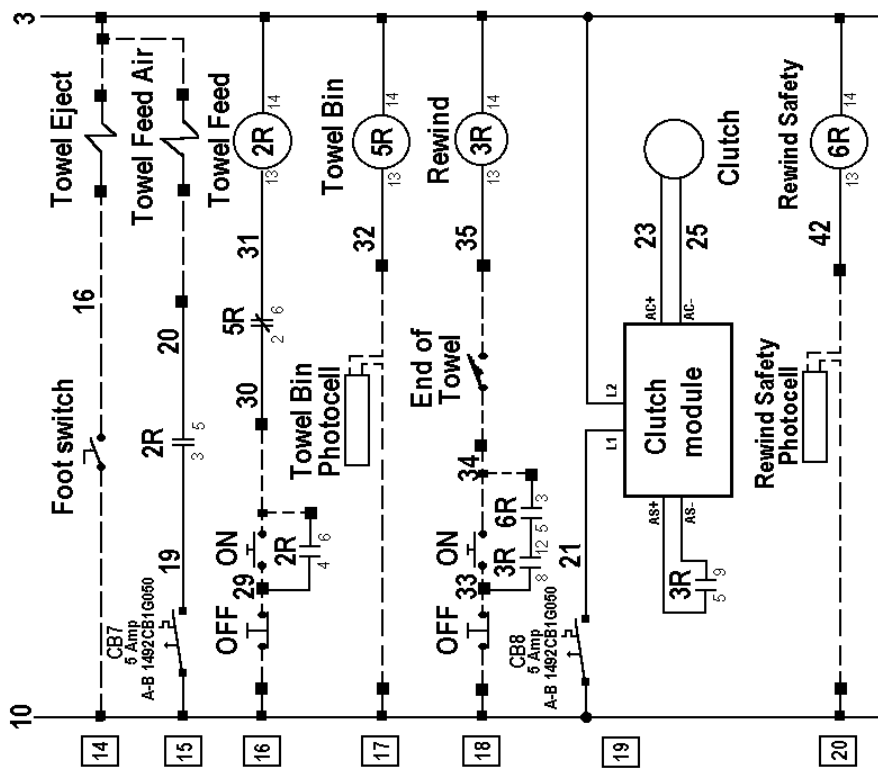 10
3
14
Foot switch
16
Towel Eject
15
CB7
5 Amp
A-B 1492CB1G050
19
2R
3
5
20
Towel Feed Air
16
OFF
29
ON
2R
4
6
30
5R
2
6
31
13
2R
14
Towel Feed
17
Towel Bin
Photocell
32
13
5R
14
Towel Bin
18
OFF
33
ON
3R
8
12
6R
5
3
34
End of
Towel
35
13
3R
14
Rewind
19
CB8
5 Amp
A-B 1492CB1G050
21
L1
L2
3R
5
9
AS+
AS-
Clutch
module
AC+
AC-
23
25
Clutch
20
Rewind Safety
Photocell
42
13
6R
14
Rewind Safety